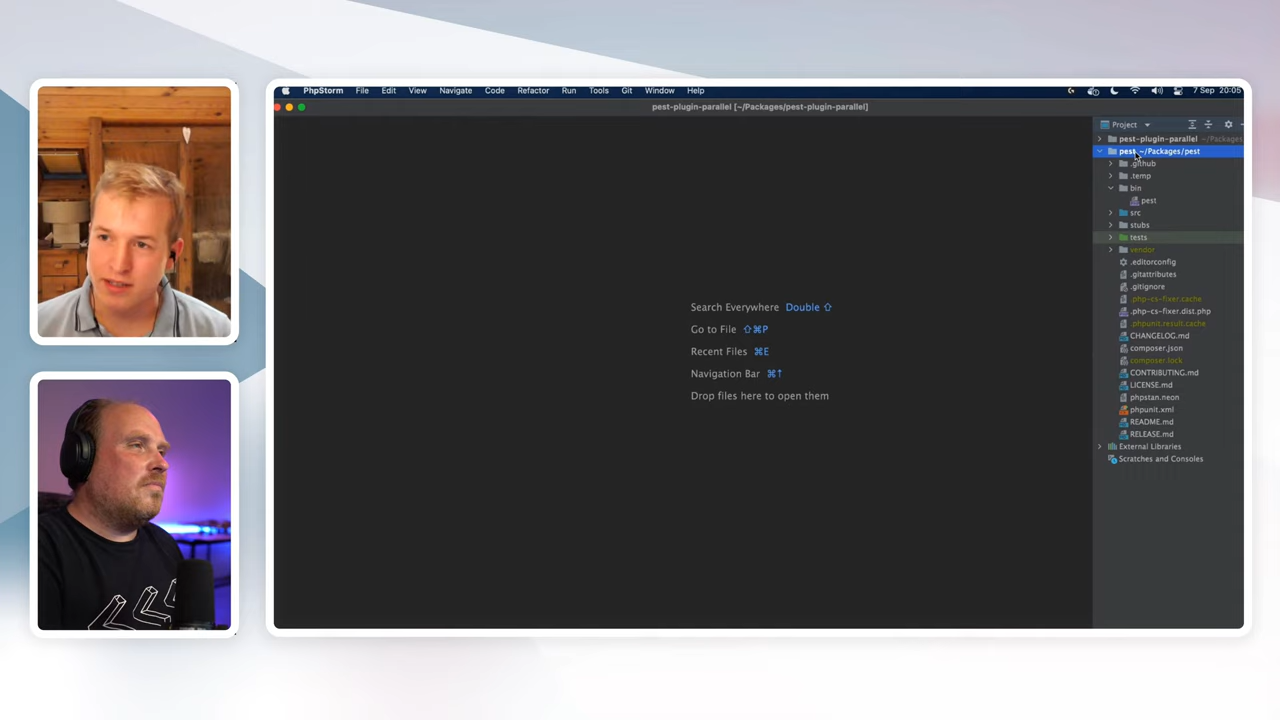 PhpStorm File Edit View Navigate Code Refactor Run Tools Git Window Help 7 Sep 20:05
pest-plugin-parallel [~/Packages/pest-plugin-parallel]
Project
pest-plugin-parallel ~/Packages
pest ~/Packages/pest
.github
.temp
bin
pest
src
stubs
tests
vendor
.editorconfig
.gitattributes
.gitignore
.php-cs-fixer.cache
.php-cs-fixer.dist.php
.phpunit.result.cache
CHANGELOG.md
composer.json
composer.lock
CONTRIBUTING.md
LICENSE.md
phpstan.neon
phpunit.xml
README.md
RELEASE.md
External Libraries
Scratches and Consoles
Search Everywhere Double ⇧
Go to File ⇧⌘P
Recent Files ⌘E
Navigation Bar ⌘↑
Drop files here to open them